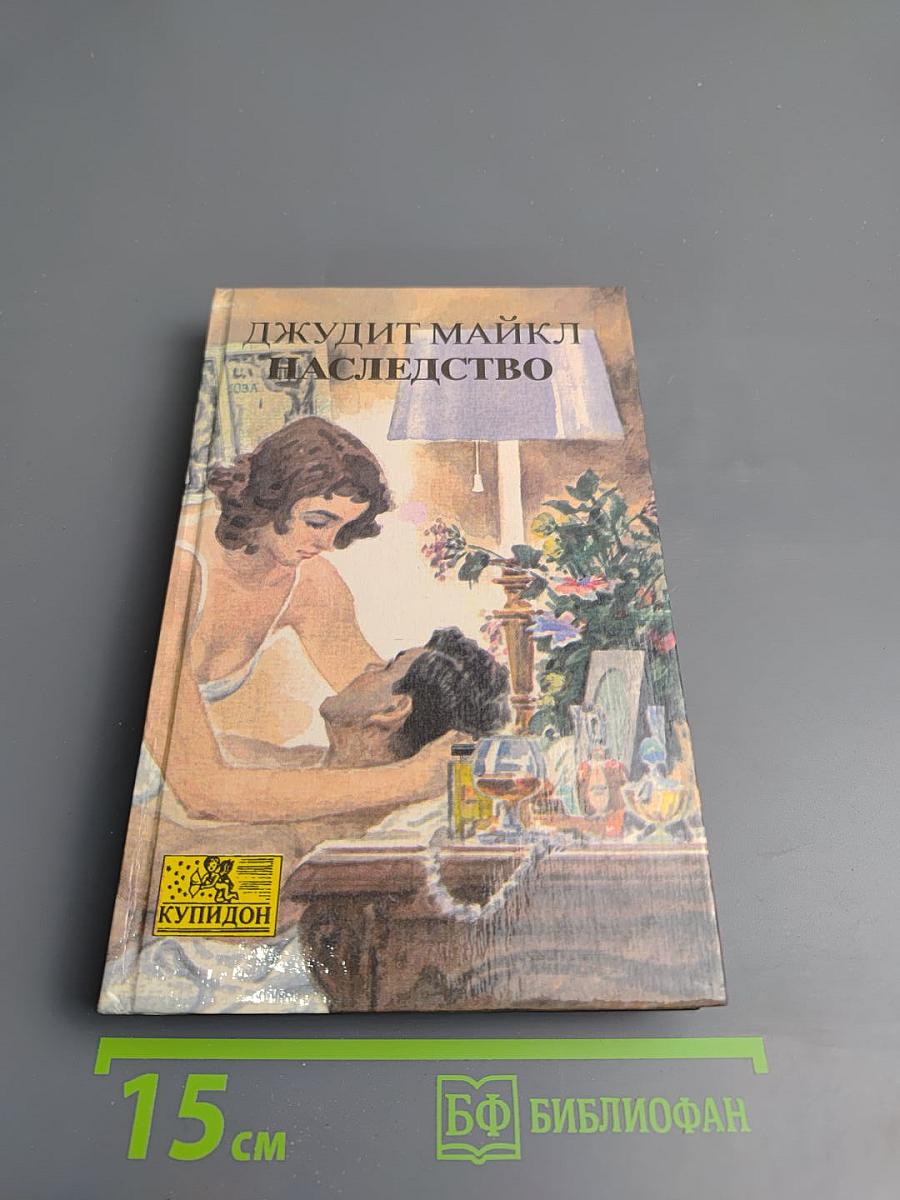 ДЖУДИТ МАЙКЛ
НАСЛЕДСТВО
КУПИДОН
15 см
БФ БИБЛИОФАН